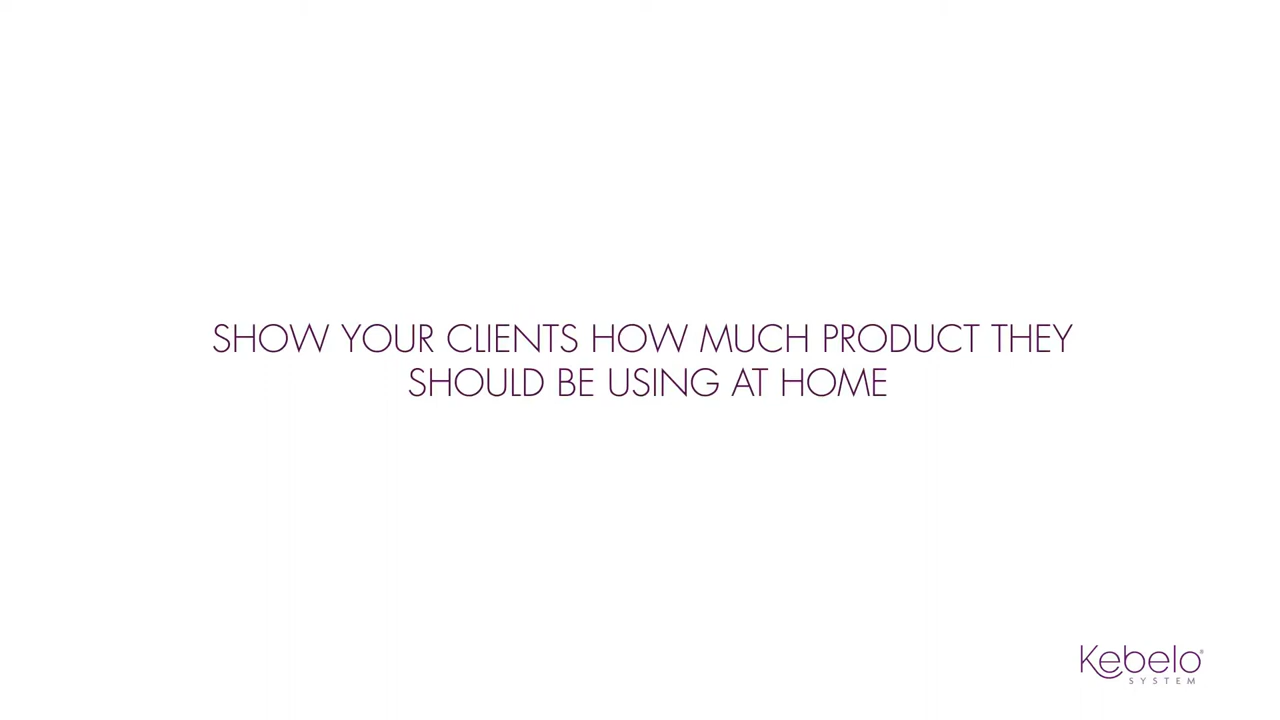 SHOW YOUR CLIENTS HOW MUCH PRODUCT THEY
SHOULD BE USING AT HOME
Kebelo®
SYSTEM